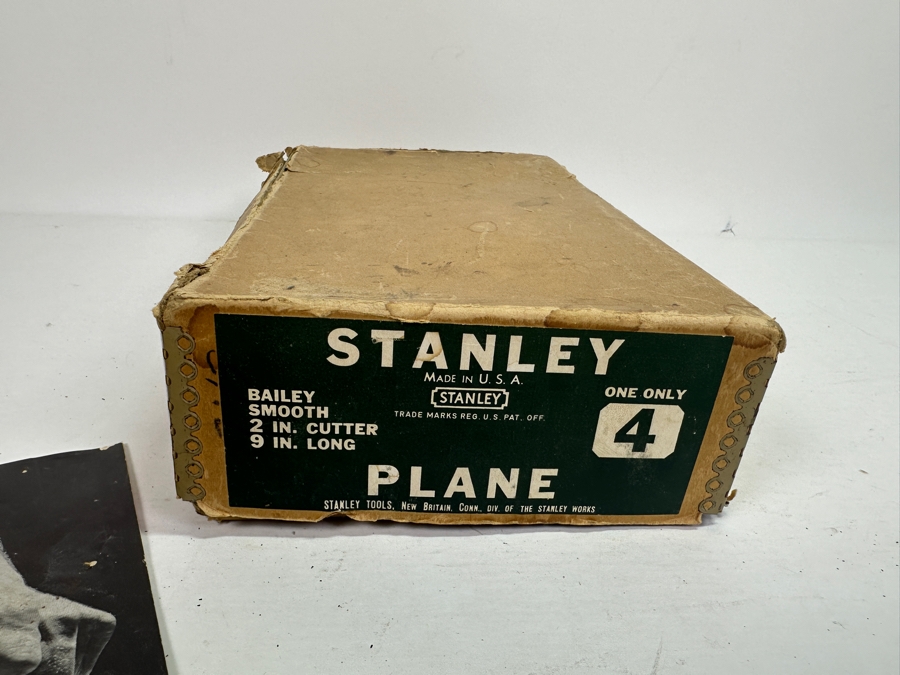 STANLEY
MADE IN U.S.A.
STANLEY
TRADE MARKS REG. U.S. PAT. OFF.
BAILEY
SMOOTH
2 IN. CUTTER
9 IN. LONG
ONE ONLY
4
PLANE
STANLEY TOOLS, NEW BRITAIN, CONN., DIV. OF THE STANLEY WORKS